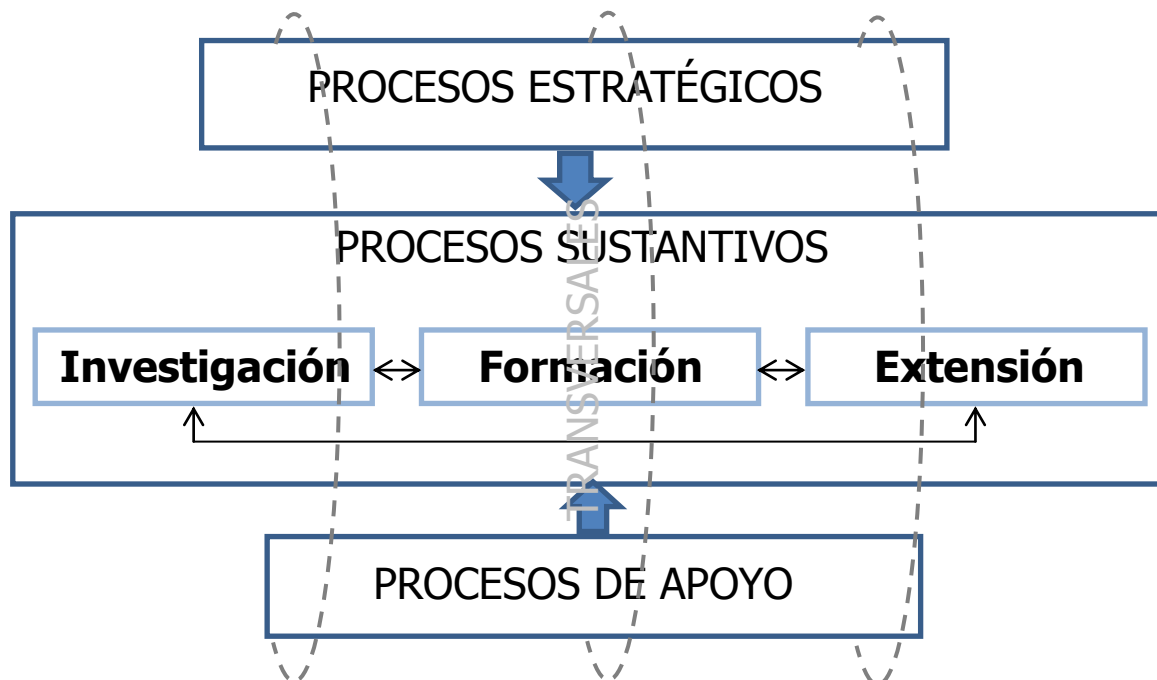 PROCESOS ESTRATÉGICOS
PROCESOS SUSTANTIVOS
TRANSVERSALES
Investigación
Formación
Extensión
PROCESOS DE APOYO